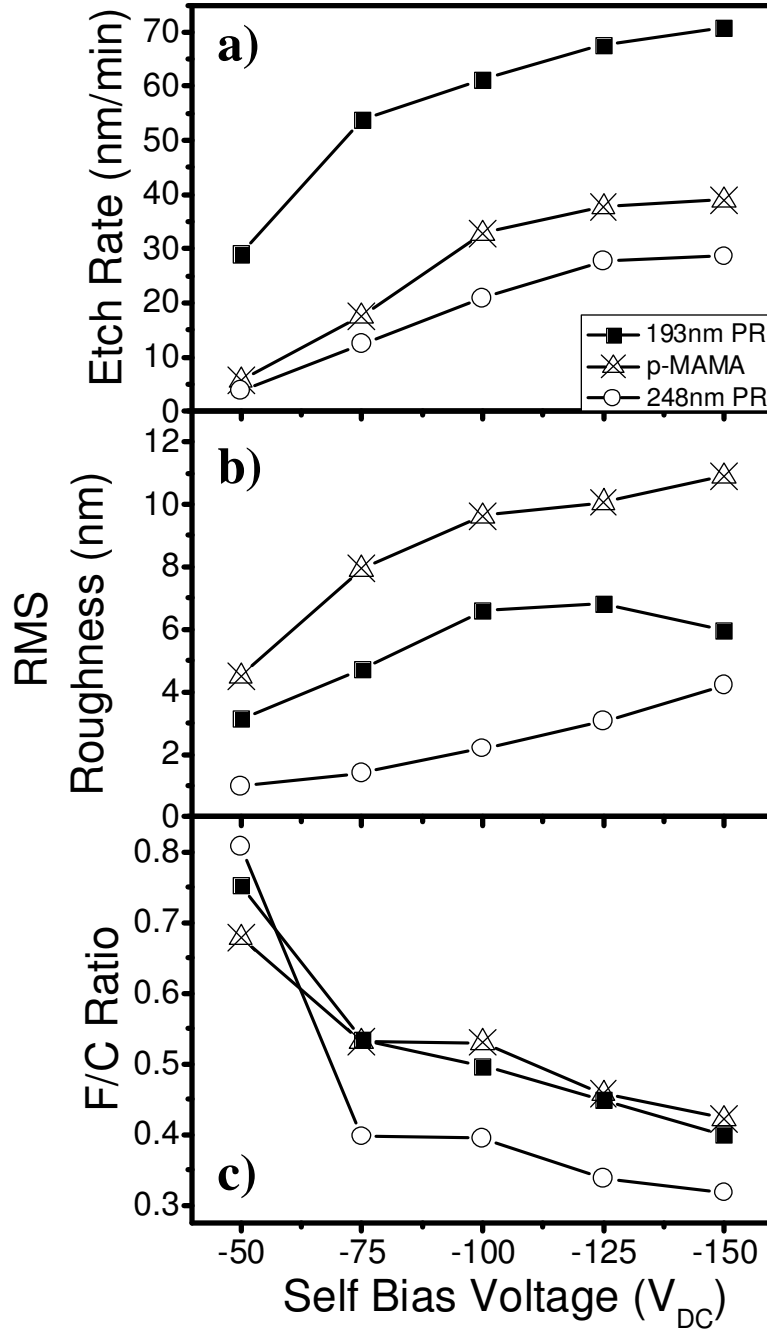 a)
Etch Rate (nm/min)
70
60
50
40
30
20
10
0
193nm PR
p-MAMA
248nm PR
b)
RMS
Roughness (nm)
12
10
8
6
4
2
0
c)
F/C Ratio
0.8
0.7
0.6
0.5
0.4
0.3
-50 -75 -100 -125 -150
Self Bias Voltage (V_DC)